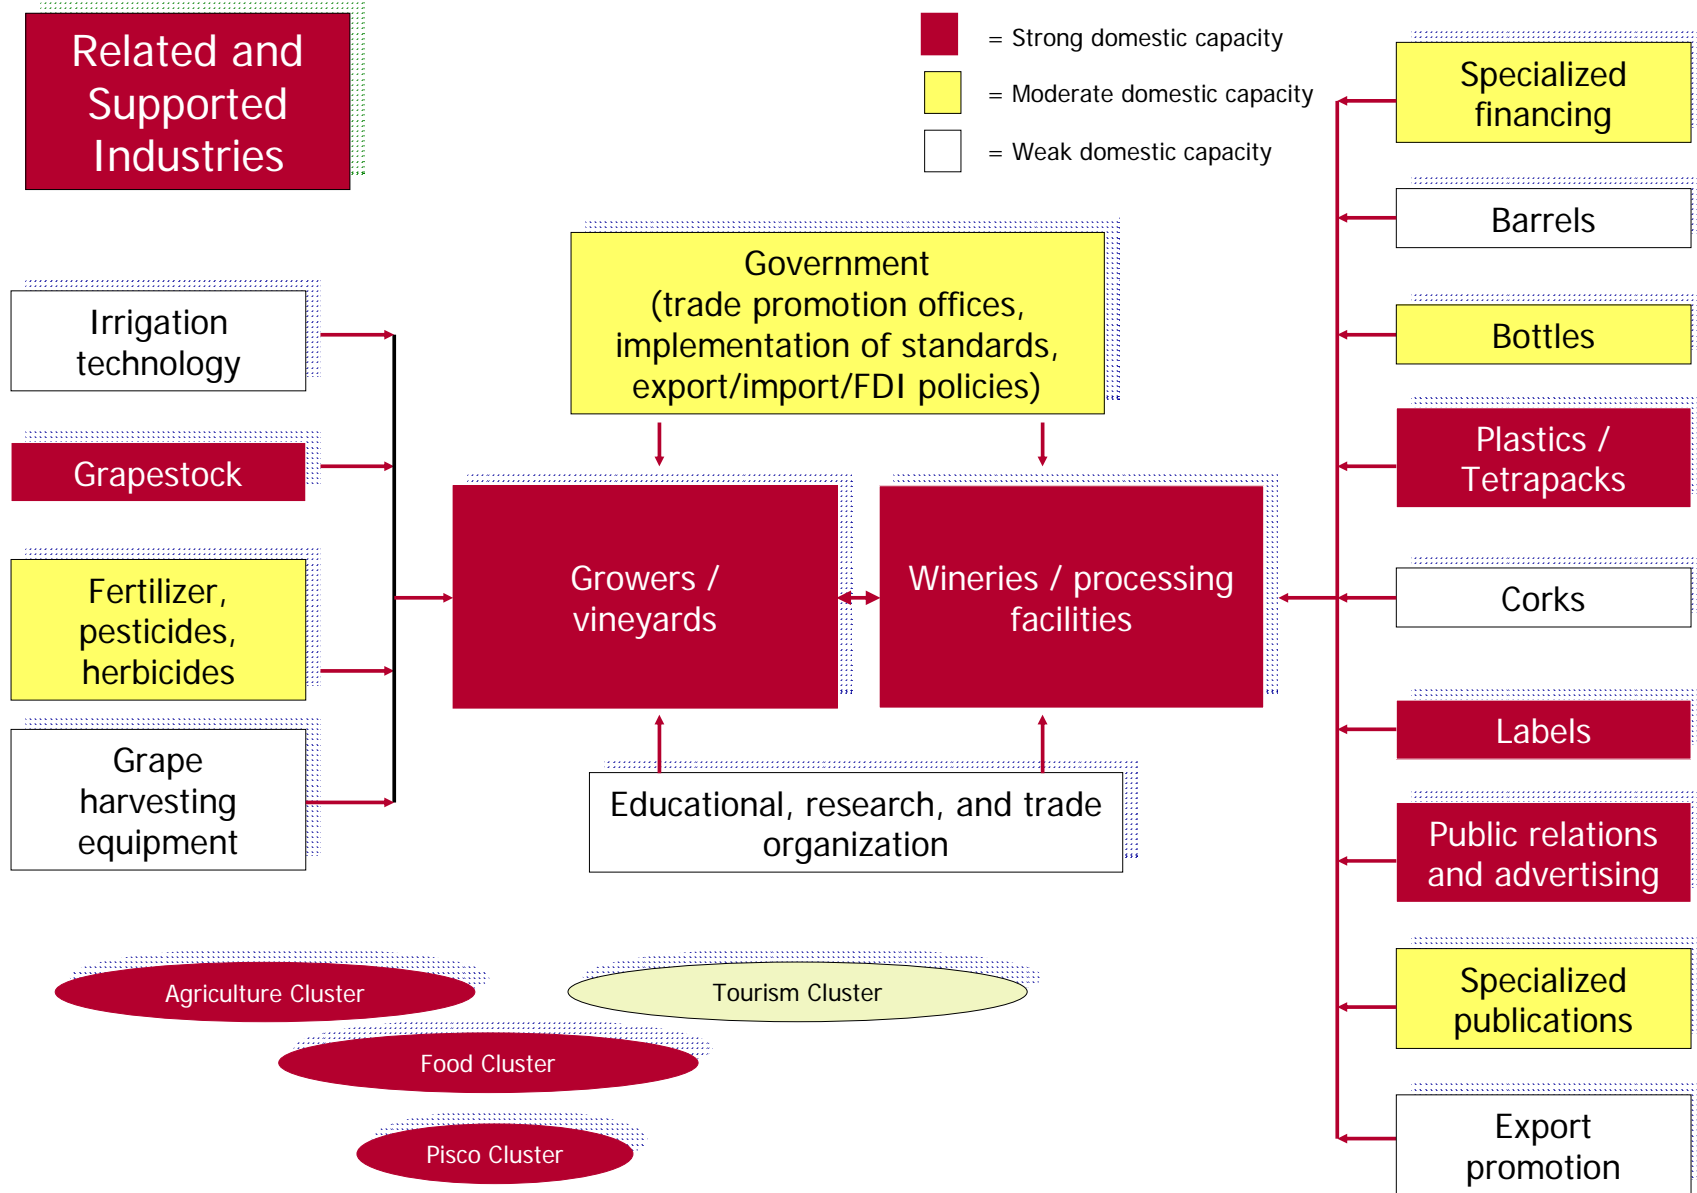 Related and
Supported
Industries
= Strong domestic capacity
= Moderate domestic capacity
= Weak domestic capacity
Irrigation
technology
Grapestock
Fertilizer,
pesticides,
herbicides
Grape
harvesting
equipment
Government
(trade promotion offices,
implementation of standards,
export/import/FDI policies)
Growers /
vineyards
Wineries / processing
facilities
Educational, research, and trade
organization
Specialized
financing
Barrels
Bottles
Plastics /
Tetrapacks
Corks
Labels
Public relations
and advertising
Specialized
publications
Export
promotion
Agriculture Cluster
Tourism Cluster
Food Cluster
Pisco Cluster